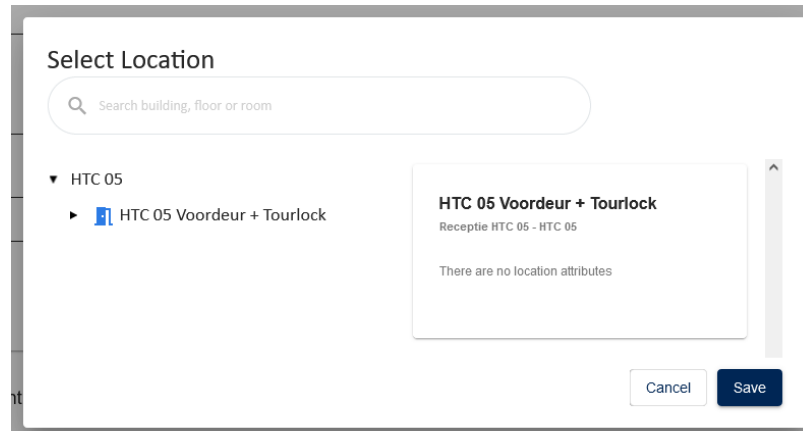 Select Location
Search building, floor or room
HTC 05
HTC 05 Voordeur + Tourlock
HTC 05 Voordeur + Tourlock
Receptie HTC 05 - HTC 05
There are no location attributes
Cancel
Save
nt